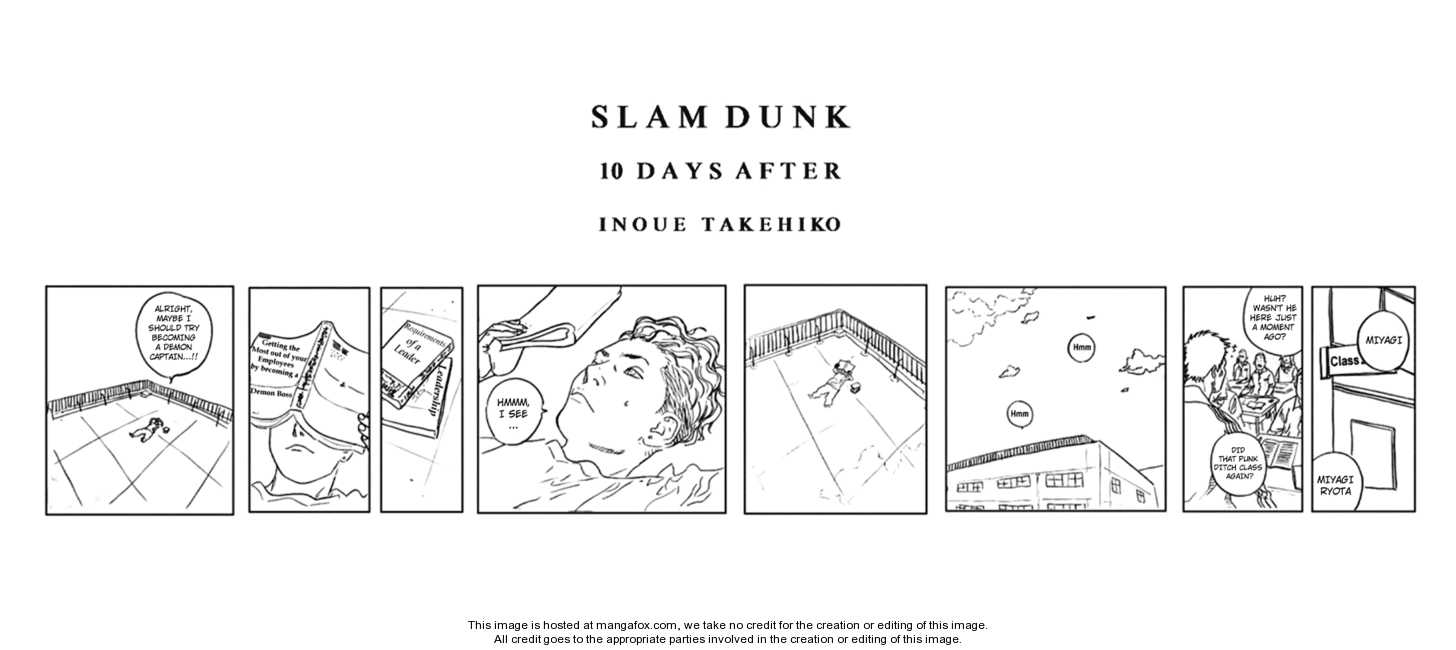 SLAM DUNK
10 DAYS AFTER
INOUE TAKEHIKO
MIYAGI
Class
MIYAGI
RYOTA
HUH?
WASN'T HE
HERE JUST
A MOMENT
AGO?
DID
THAT PUNK
DITCH CLASS
AGAIN?
Hmm
Hmm
HMMM,
I SEE
...
Requirements
of a
Leader
Leadership
Getting the
Most out of your
Employees
by becoming a
Demon Boss
ALRIGHT,
MAYBE I
SHOULD TRY
BECOMING
A DEMON
CAPTAIN...!!
This image is hosted at mangafox.com, we take no credit for the creation or editing of this image.
All credit goes to the appropriate parties involved in the creation or editing of this image.